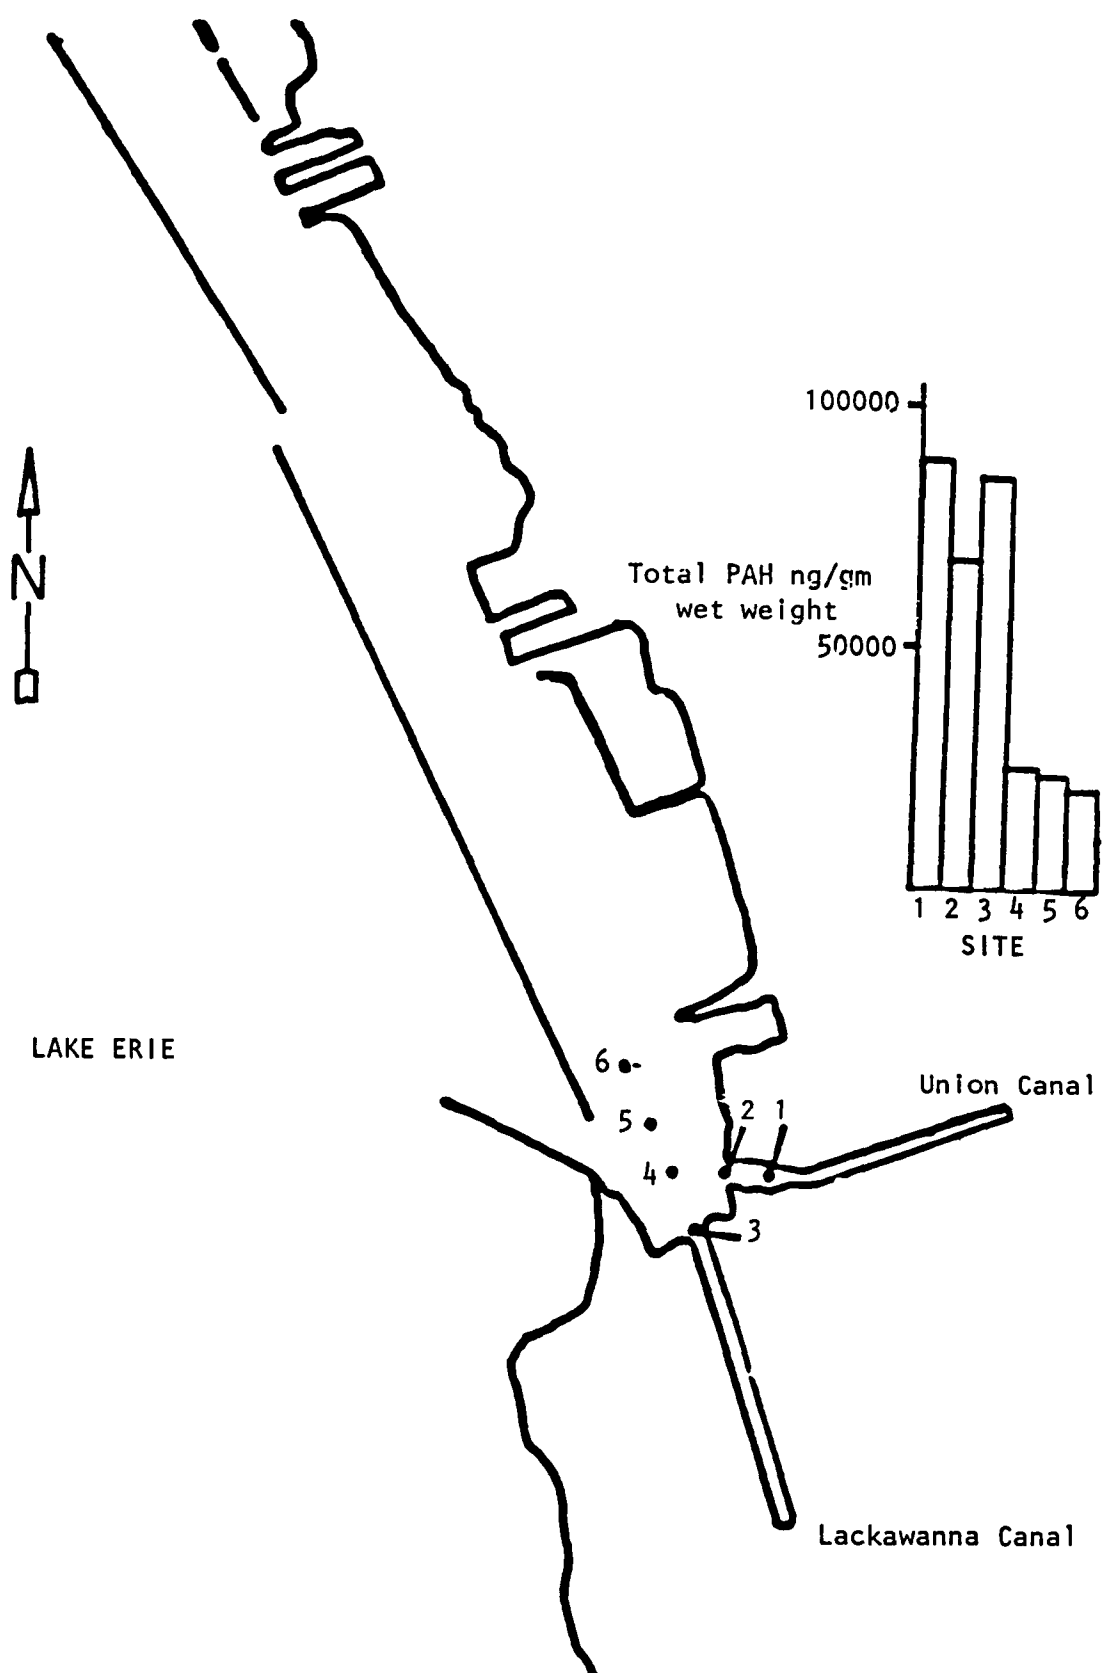 100000
N
Total PAH ng/gm
wet weight
50000
1 2 3 4 5 6
SITE
LAKE ERIE
6
Union Canal
5
2 1
4
3
Lackawanna Canal